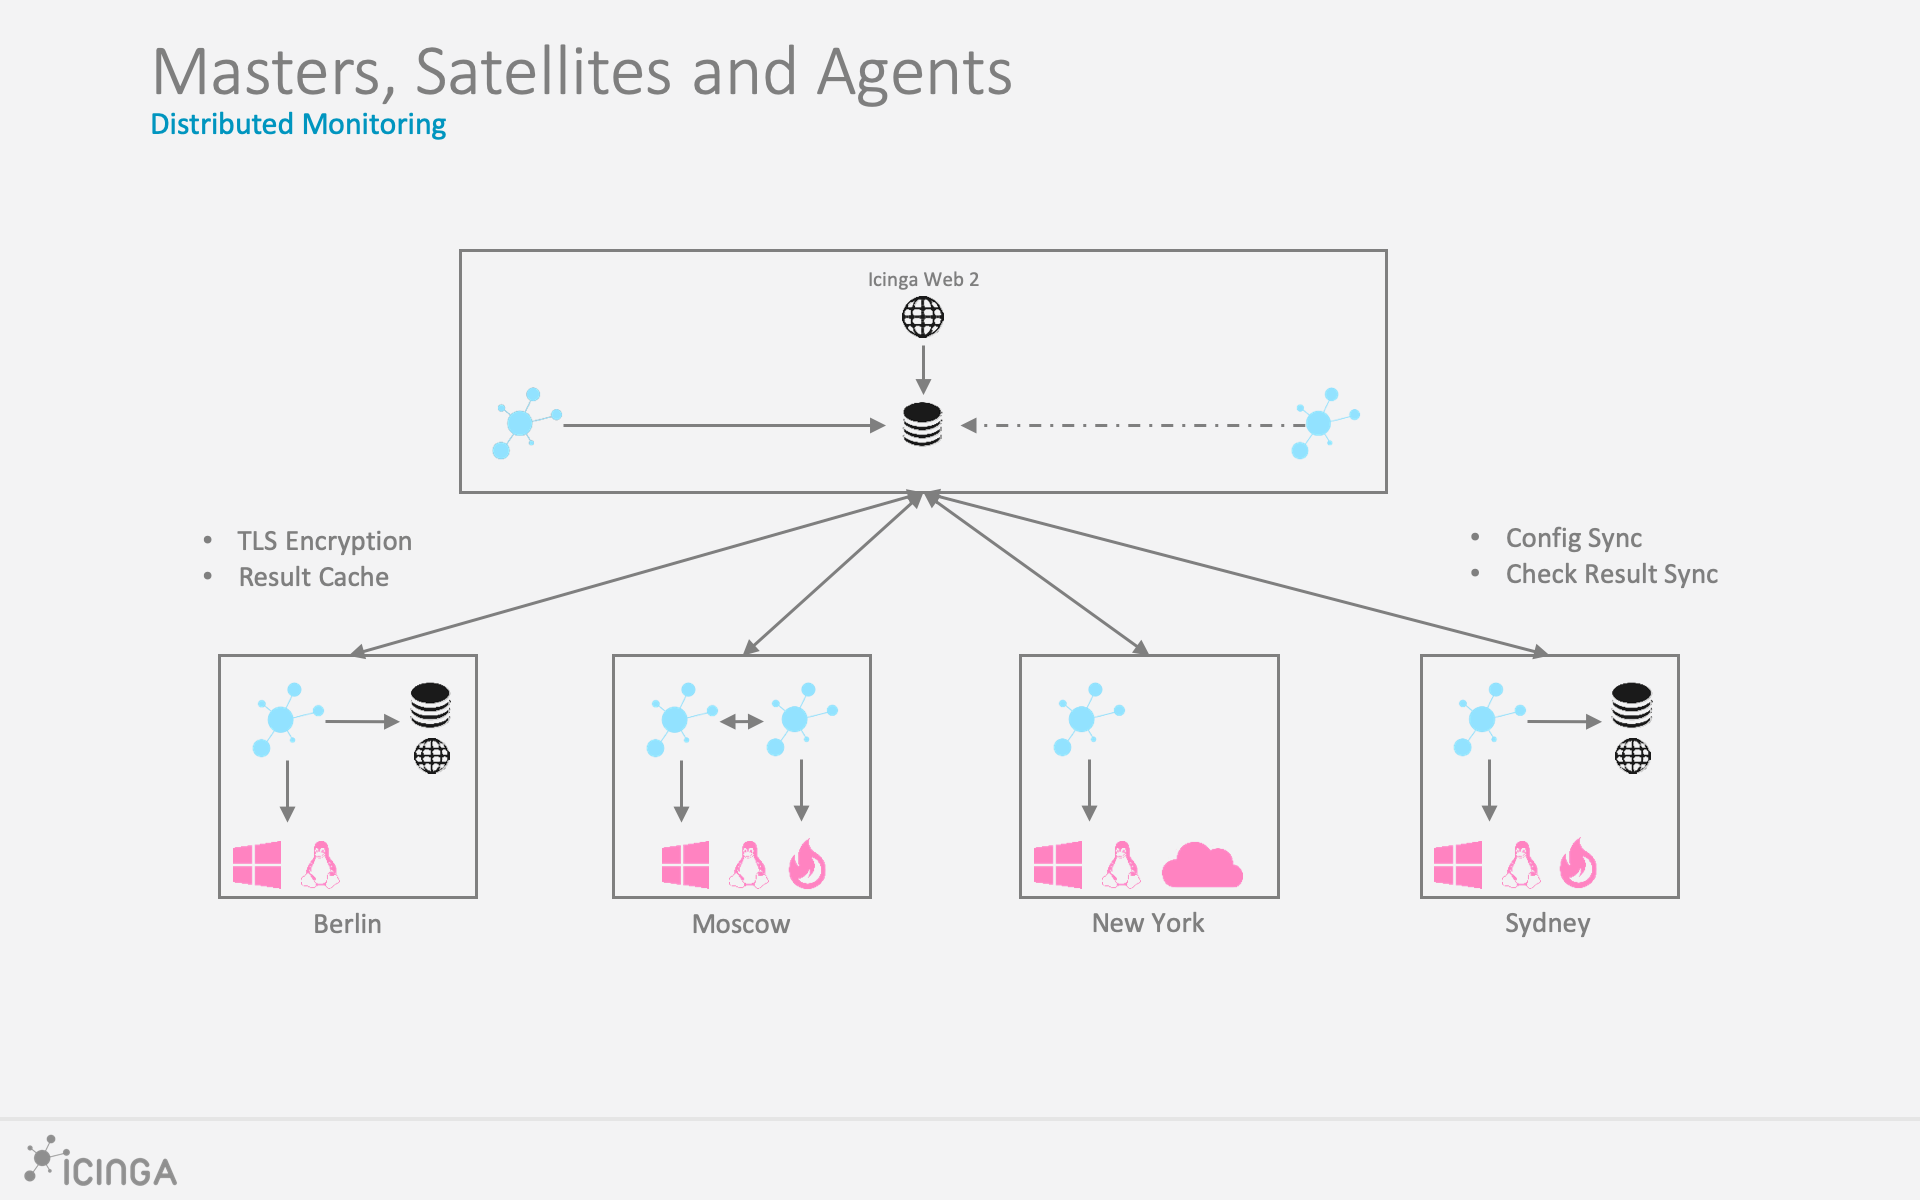 Masters, Satellites and Agents
Distributed Monitoring
Icinga Web 2
• TLS Encryption
• Result Cache
• Config Sync
• Check Result Sync
Berlin
Moscow
New York
Sydney
ICINGA